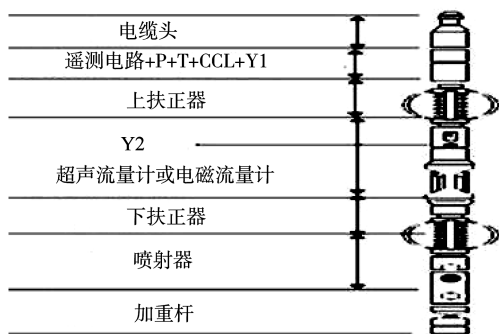 电缆头
遥测电路+P+T+CCL+Y1
上扶正器
Y2
超声流量计或电磁流量计
下扶正器
喷射器
加重杆